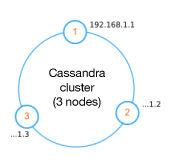 192.168.1.1
1
Cassandra
cluster
(3 nodes)
...1.2
3
2
...1.3